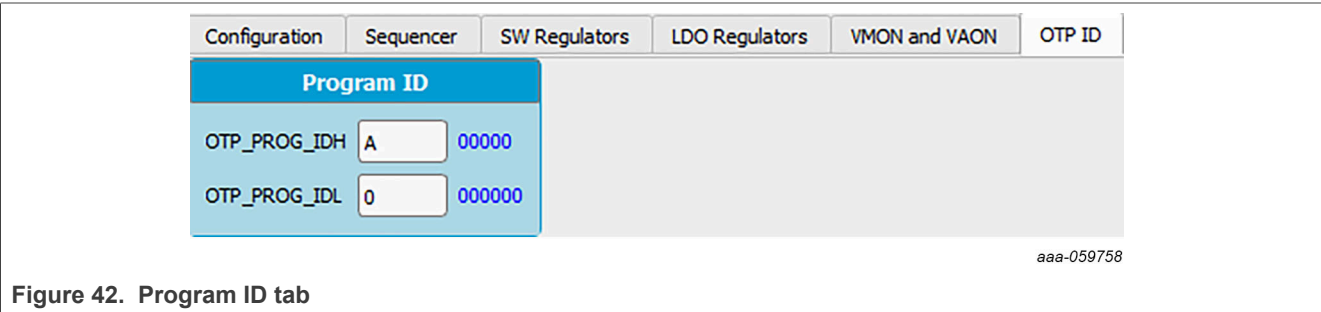 Configuration Sequencer SW Regulators LDO Regulators VMON and VAON OTP ID
Program ID
OTP_PROG_IDH A 00000
OTP_PROG_IDL 0 000000
aaa-059758
Figure 42. Program ID tab